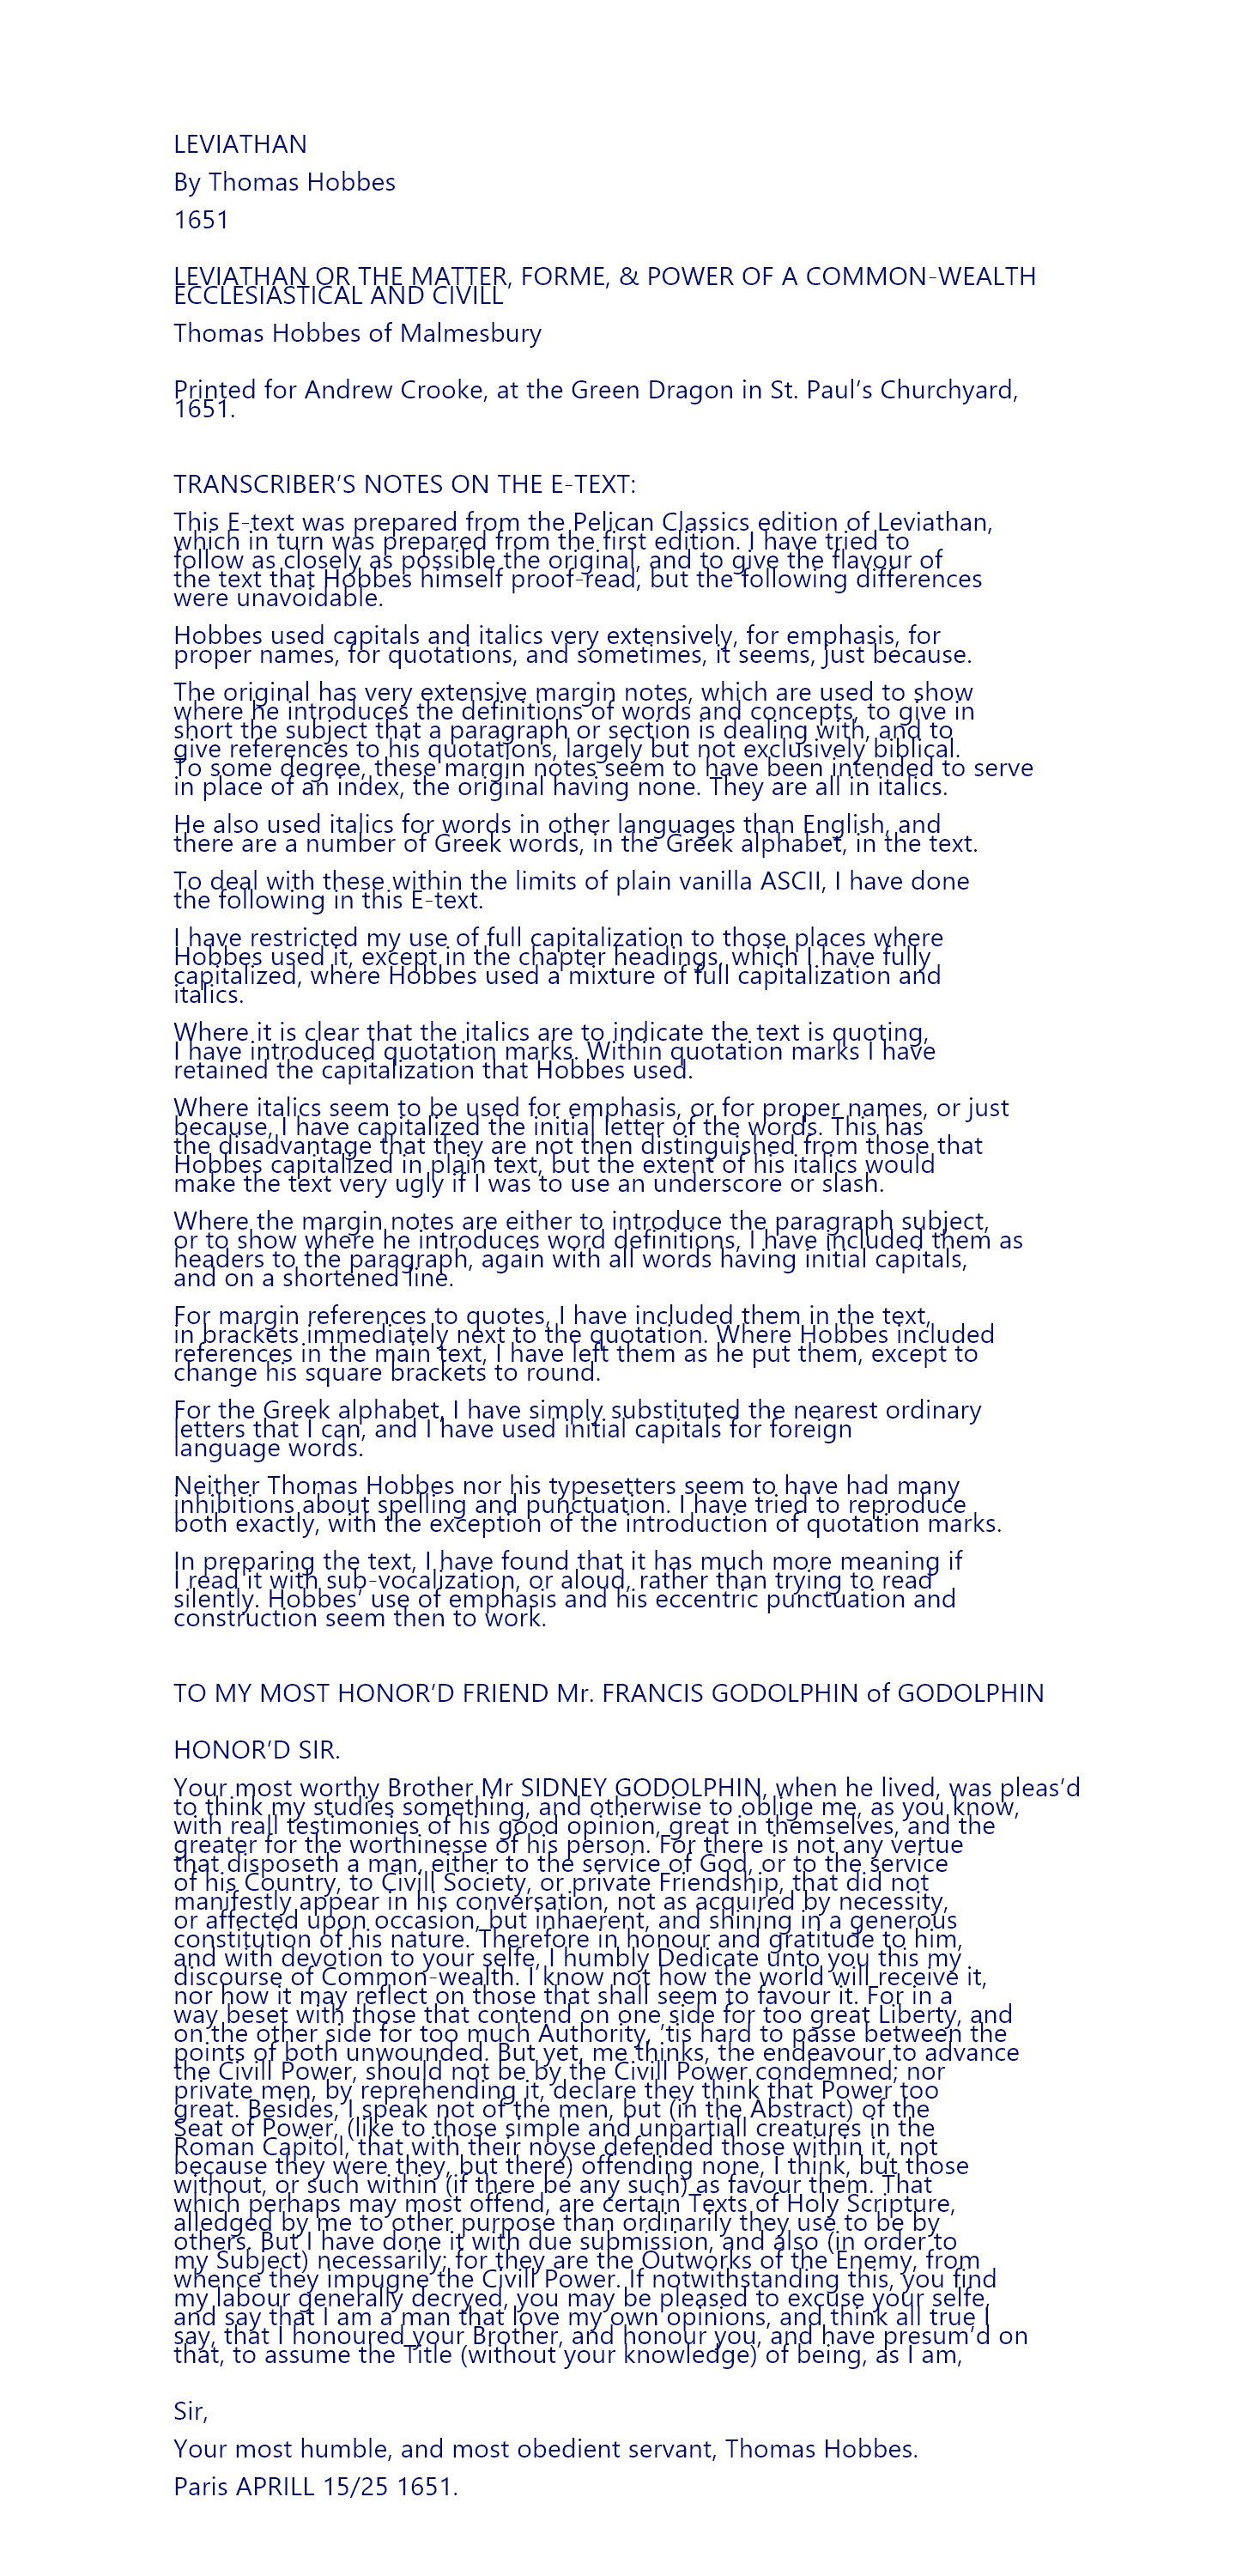 LEVIATHAN
By Thomas Hobbes
1651
LEVIATHAN OR THE MATTER, FORME, & POWER OF A COMMON-WEALTH
ECCLESIASTICAL AND CIVILL
Thomas Hobbes of Malmesbury
Printed for Andrew Crooke, at the Green Dragon in St. Paul’s Churchyard,
1651.
TRANSCRIBER’S NOTES ON THE E-TEXT:
This E-text was prepared from the Pelican Classics edition of Leviathan,
which in turn was prepared from the first edition. I have tried to
follow as closely as possible the original, and to give the flavour of
the text that Hobbes himself proof-read, but the following differences
were unavoidable.
Hobbes used capitals and italics very extensively, for emphasis, for
proper names, for quotations, and sometimes, it seems, just because.
The original has very extensive margin notes, which are used to show
where he introduces the definitions of words and concepts, to give in
short the subject that a paragraph or section is dealing with, and to
give references to his quotations, largely but not exclusively biblical.
To some degree, these margin notes seem to have been intended to serve
in place of an index, the original having none. They are all in italics.
He also used italics for words in other languages than English, and
there are a number of Greek words, in the Greek alphabet, in the text.
To deal with these within the limits of plain vanilla ASCII, I have done
the following in this E-text.
I have restricted my use of full capitalization to those places where
Hobbes used it, except in the chapter headings, which I have fully
capitalized, where Hobbes used a mixture of full capitalization and
italics.
Where it is clear that the italics are to indicate the text is quoting,
I have introduced quotation marks. Within quotation marks I have
retained the capitalization that Hobbes used.
Where italics seem to be used for emphasis, or for proper names, or just
because, I have capitalized the initial letter of the words. This has
the disadvantage that they are not then distinguished from those that
Hobbes capitalized in plain text, but the extent of his italics would
make the text very ugly if I was to use an underscore or slash.
Where the margin notes are either to introduce the paragraph subject,
or to show where he introduces word definitions, I have included them as
headers to the paragraph, again with all words having initial capitals,
and on a shortened line.
For margin references to quotes, I have included them in the text,
in brackets immediately next to the quotation. Where Hobbes included
references in the main text, I have left them as he put them, except to
change his square brackets to round.
For the Greek alphabet, I have simply substituted the nearest ordinary
letters that I can, and I have used initial capitals for foreign
language words.
Neither Thomas Hobbes nor his typesetters seem to have had many
inhibitions about spelling and punctuation. I have tried to reproduce
both exactly, with the exception of the introduction of quotation marks.
In preparing the text, I have found that it has much more meaning if
I read it with sub-vocalization, or aloud, rather than trying to read
silently. Hobbes’ use of emphasis and his eccentric punctuation and
construction seem then to work.
TO MY MOST HONOR’D FRIEND Mr. FRANCIS GODOLPHIN of GODOLPHIN
HONOR’D SIR.
Your most worthy Brother Mr SIDNEY GODOLPHIN, when he lived, was pleas’d
to think my studies something, and otherwise to oblige me, as you know,
with reall testimonies of his good opinion, great in themselves, and the
greater for the worthinesse of his person. For there is not any vertue
that disposeth a man, either to the service of God, or to the service
of his Country, to Civill Society, or private Friendship, that did not
manifestly appear in his conversation, not as acquired by necessity,
or affected upon occasion, but inhaerent, and shining in a generous
constitution of his nature. Therefore in honour and gratitude to him,
and with devotion to your selfe, I humbly Dedicate unto you this my
discourse of Common-wealth. I know not how the world will receive it,
nor how it may reflect on those that shall seem to favour it. For in a
way beset with those that contend on one side for too great Liberty, and
on the other side for too much Authority, ’tis hard to passe between the
points of both unwounded. But yet, me thinks, the endeavour to advance
the Civill Power, should not be by the Civill Power condemned; nor
private men, by reprehending it, declare they think that Power too
great. Besides, I speak not of the men, but (in the Abstract) of the
Seat of Power, (like to those simple and unpartiall creatures in the
Roman Capitol, that with their noyse defended those within it, not
because they were they, but there) offending none, I think, but those
without, or such within (if there be any such) as favour them. That
which perhaps may most offend, are certain Texts of Holy Scripture,
alledged by me to other purpose than ordinarily they use to be by
others. But I have done it with due submission, and also (in order to
my Subject) necessarily; for they are the Outworks of the Enemy, from
whence they impugne the Civill Power. If notwithstanding this, you find
my labour generally decryed, you may be pleased to excuse your selfe,
and say that I am a man that love my own opinions, and think all true I
say, that I honoured your Brother, and honour you, and have presum’d on
that, to assume the Title (without your knowledge) of being, as I am,
Sir,
Your most humble, and most obedient servant, Thomas Hobbes.
Paris APRILL 15/25 1651.